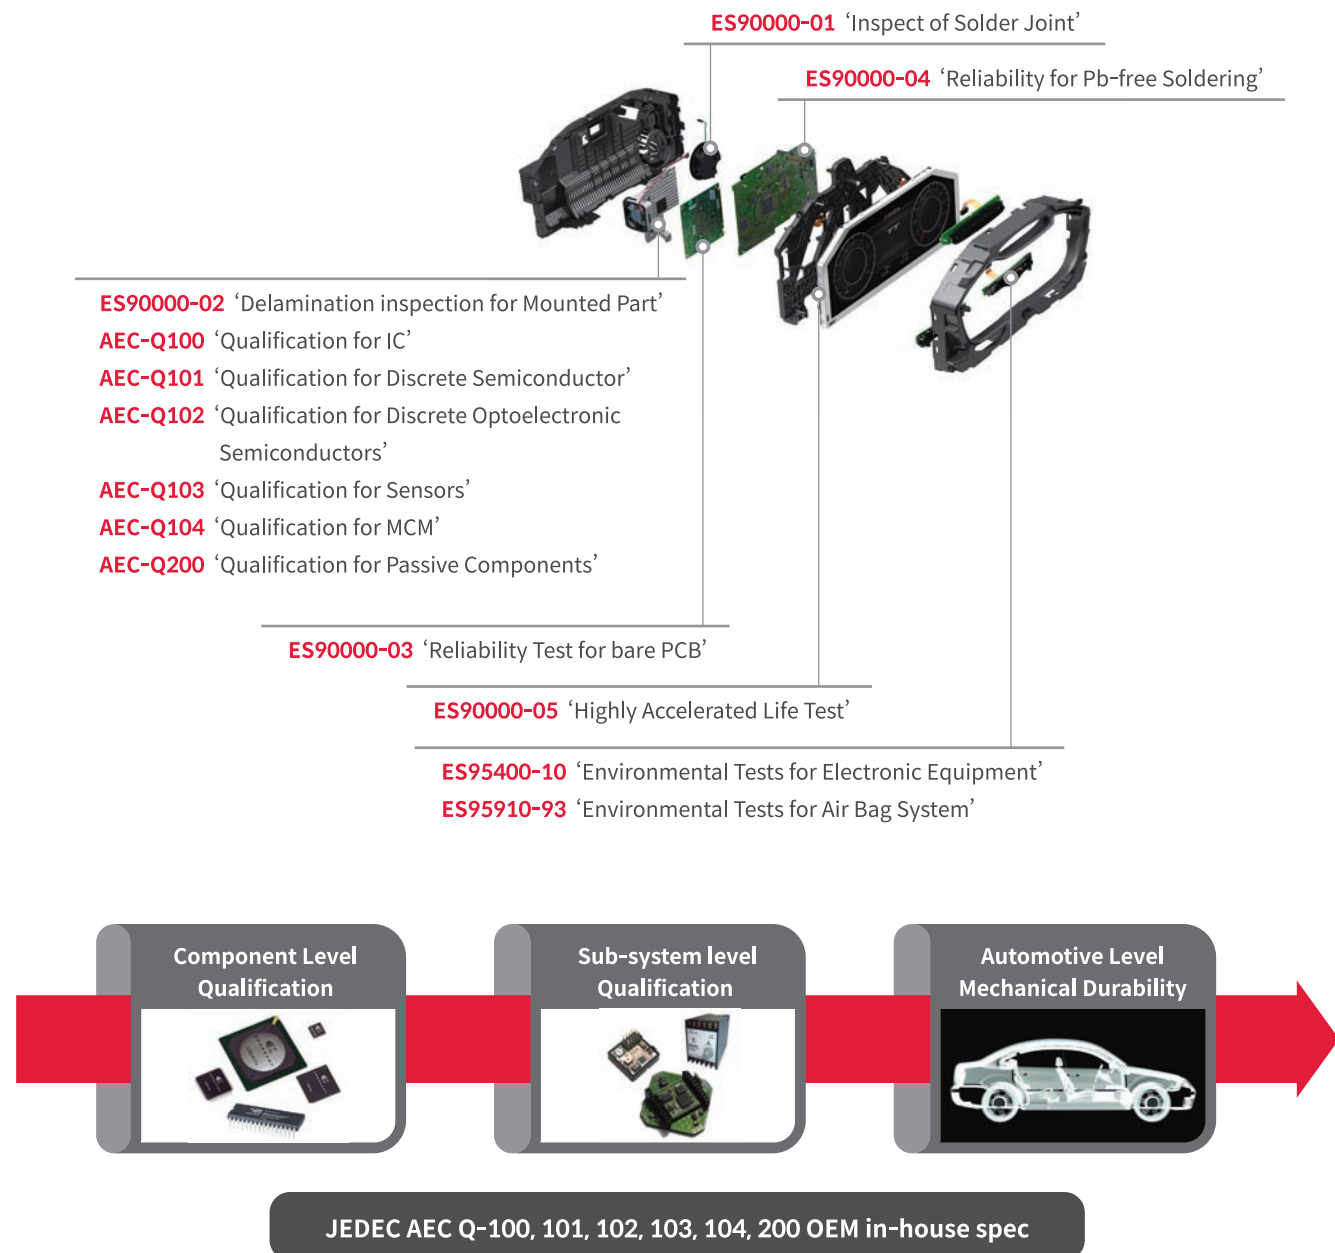 ES90000-01 ‘Inspect of Solder Joint’
ES90000-04 ‘Reliability for Pb-free Soldering’
ES90000-02 ‘Delamination inspection for Mounted Part’
AEC-Q100 ‘Qualification for IC’
AEC-Q101 ‘Qualification for Discrete Semiconductor’
AEC-Q102 ‘Qualification for Discrete Optoelectronic
Semiconductors’
AEC-Q103 ‘Qualification for Sensors’
AEC-Q104 ‘Qualification for MCM’
AEC-Q200 ‘Qualification for Passive Components’
ES90000-03 ‘Reliability Test for bare PCB’
ES90000-05 ‘Highly Accelerated Life Test’
ES95400-10 ‘Environmental Tests for Electronic Equipment’
ES95910-93 ‘Environmental Tests for Air Bag System’
Component Level
Qualification
Sub-system level
Qualification
Automotive Level
Mechanical Durability
JEDEC AEC Q-100, 101, 102, 103, 104, 200 OEM in-house spec